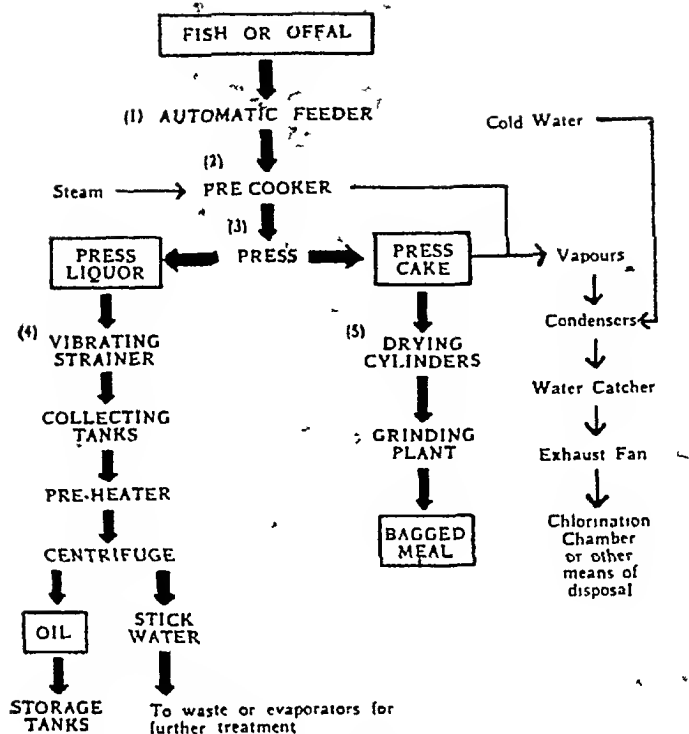 FISH OR OFFAL
(1) AUTOMATIC FEEDER
Cold Water
(2)
Steam
PRE COOKER
(3)
PRESS
LIQUOR
PRESS
PRESS
CAKE
Vapours
(4)
VIBRATING
STRAINER
(5)
DRYING
CYLINDERS
Condensers
COLLECTING
TANKS
GRINDING
PLANT
Water Catcher
PRE-HEATER
Exhaust Fan
CENTRIFUGE
BAGGED
MEAL
Chlorination
Chamber
or other
means of
disposal
OIL
STICK
WATER
STORAGE
TANKS
To waste or evaporators for
further treatment